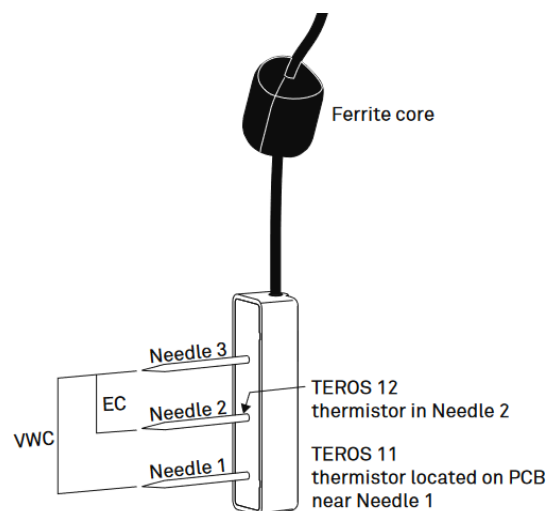 Ferrite core
Needle 3
EC
Needle 2
VWC
Needle 1
TEROS 12
thermistor in Needle 2
TEROS 11
thermistor located on PCB
near Needle 1